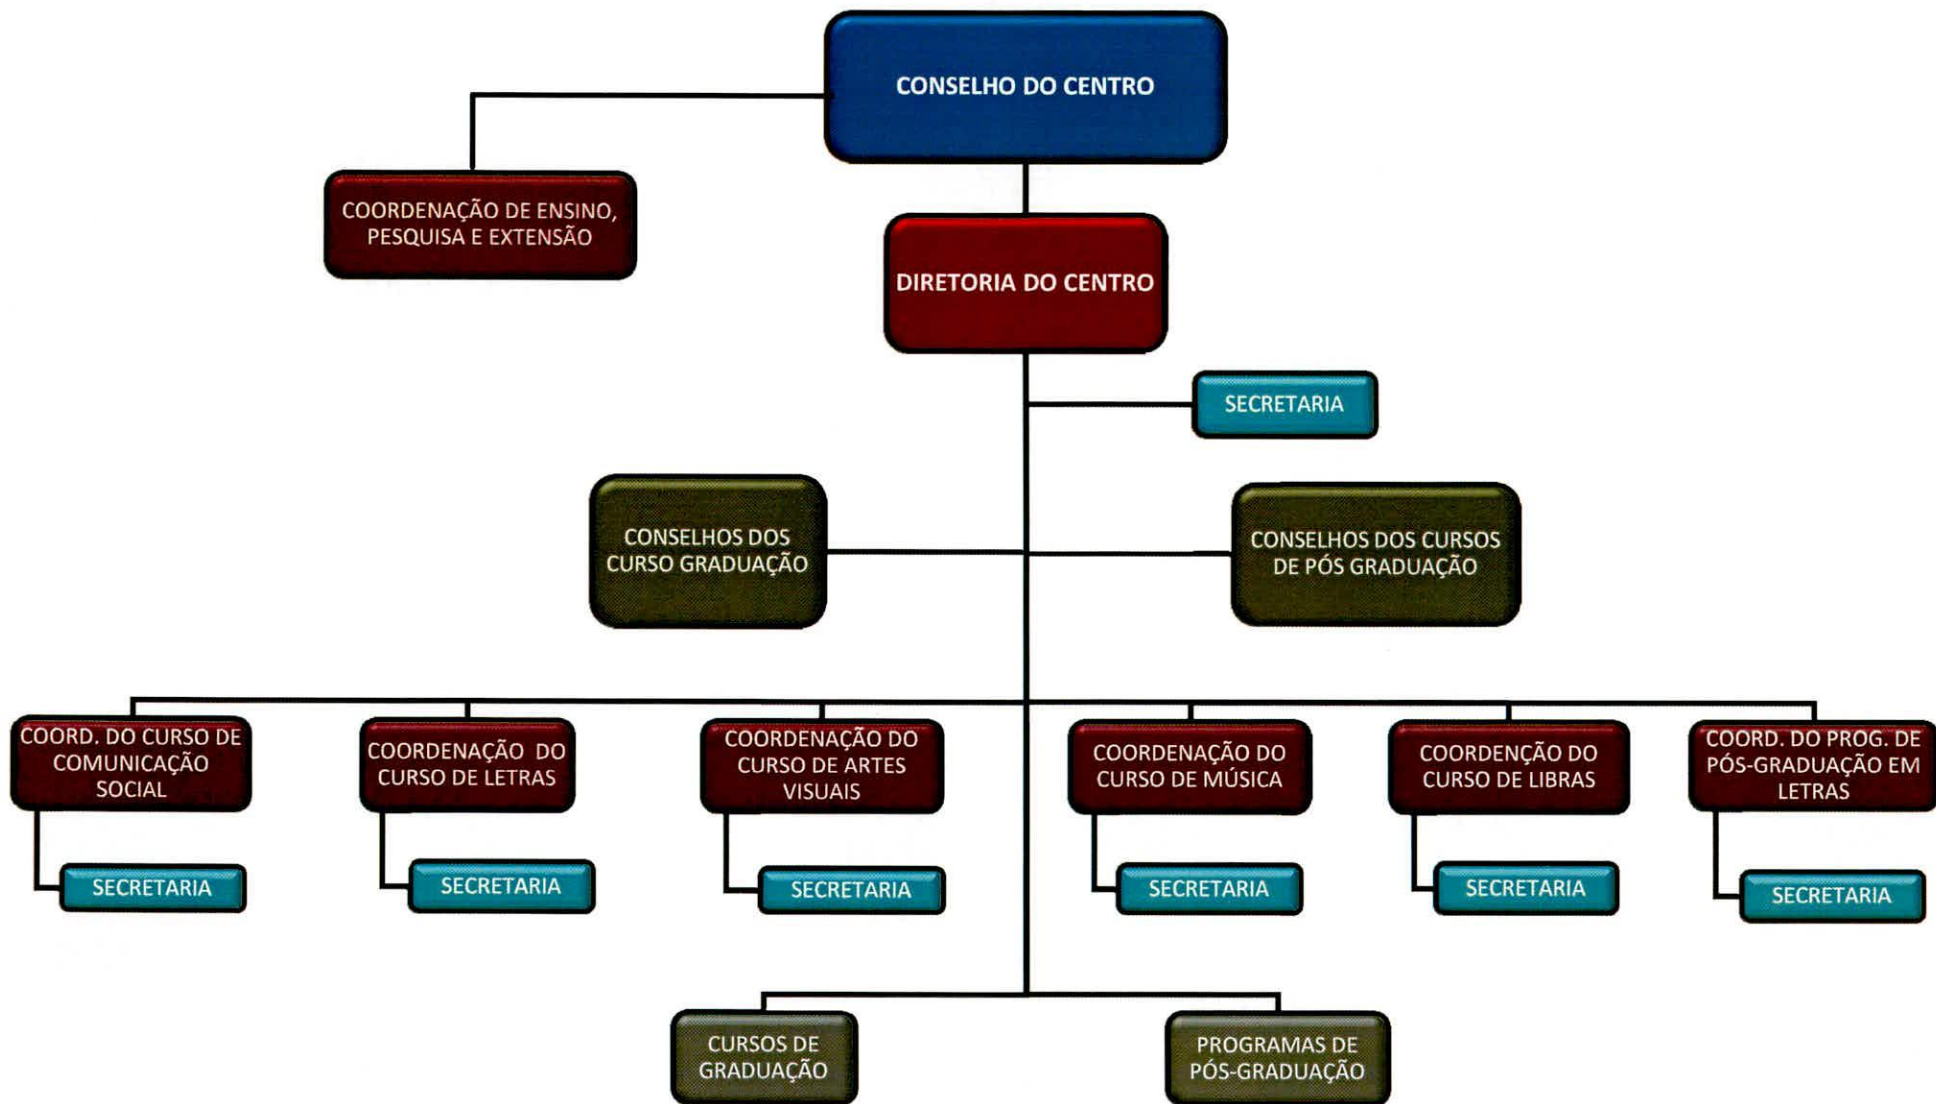 CONSELHO DO CENTRO
COORDENAÇÃO DE ENSINO,
PESQUISA E EXTENSÃO
DIRETORIA DO CENTRO
SECRETARIA
CONSELHOS DOS
CURSO GRADUAÇÃO
CONSELHOS DOS CURSOS
DE PÓS GRADUAÇÃO
COORD. DO CURSO DE
COMUNICAÇÃO
SOCIAL
COORDENAÇÃO DO
CURSO DE LETRAS
COORDENAÇÃO DO
CURSO DE ARTES
VISUAIS
COORDENAÇÃO DO
CURSO DE MÚSICA
COORDENÇÃO DO
CURSO DE LIBRAS
COORD. DO PROG. DE
PÓS-GRADUAÇÃO EM
LETRAS
SECRETARIA
SECRETARIA
SECRETARIA
SECRETARIA
SECRETARIA
SECRETARIA
CURSOS DE
GRADUAÇÃO
PROGRAMAS DE
PÓS-GRADUAÇÃO